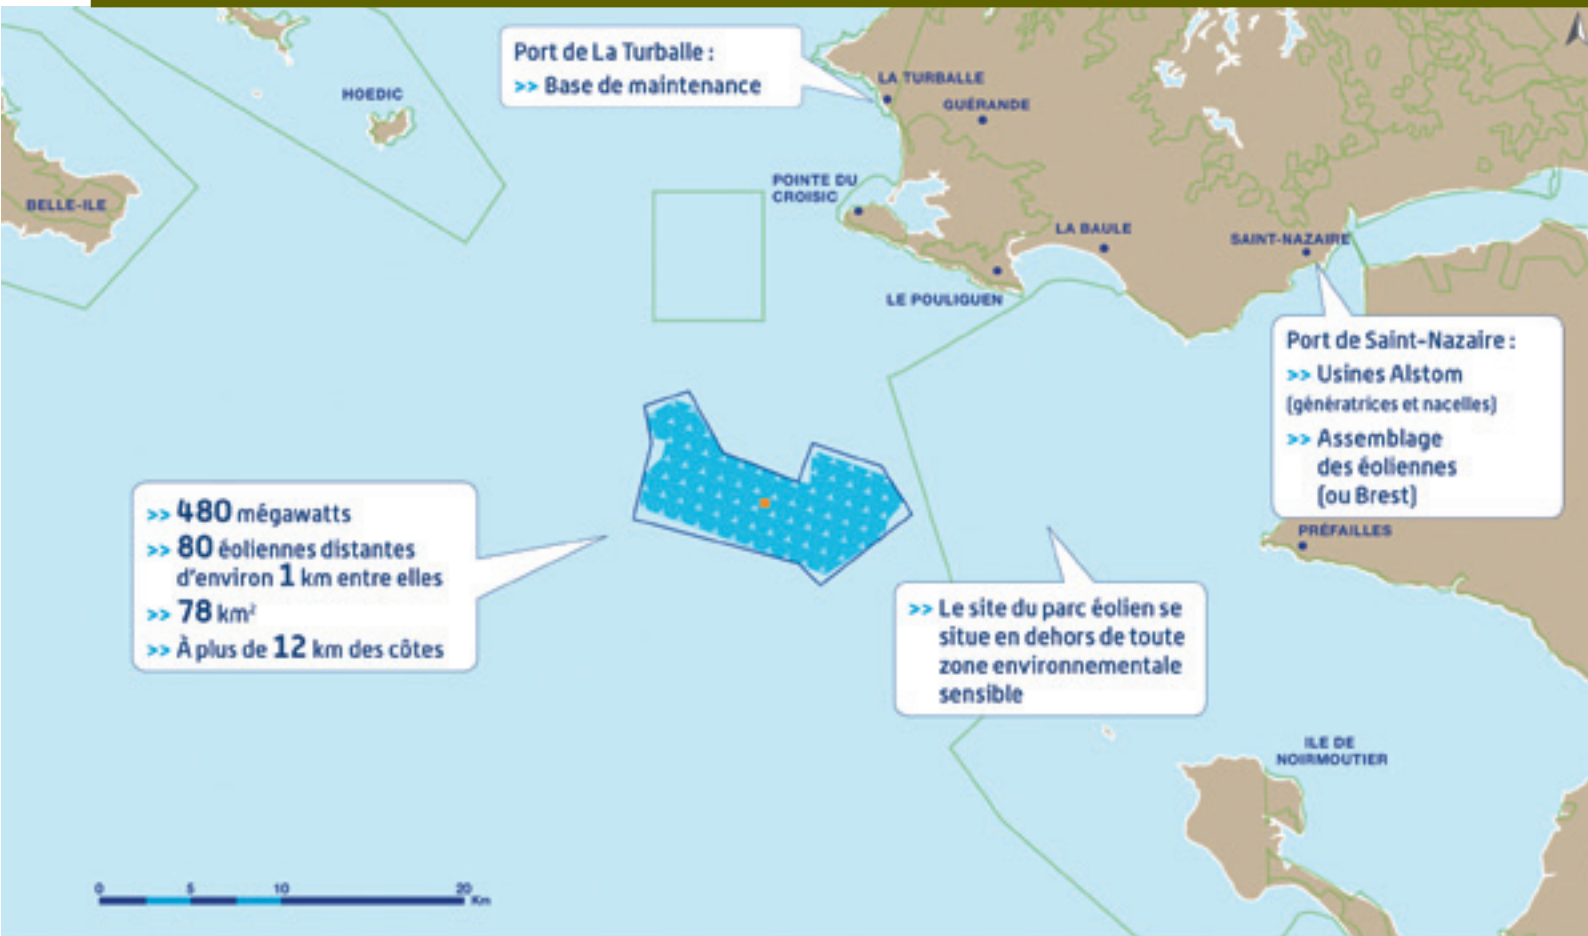 Port de La Turballe :
>> Base de maintenance
LA TURBALLE
GUÉRANDE
HOEDIC
BELLE-ILE
POINTE DU
CROISIC
LA BAULE
SAINT-NAZAIRE
LE POULIGUEN
Port de Saint-Nazaire :
>> Usines Alstom
(génératrices et nacelles)
>> Assemblage
des éoliennes
(ou Brest)
PRÉFAILLES
>> 480 mégawatts
>> 80 éoliennes distantes
d'environ 1 km entre elles
>> 78 km²
>> À plus de 12 km des côtes
>> Le site du parc éolien se
situe en dehors de toute
zone environnementale
sensible
ILE DE
NOIRMOUTIER
0 5 10 20
Km